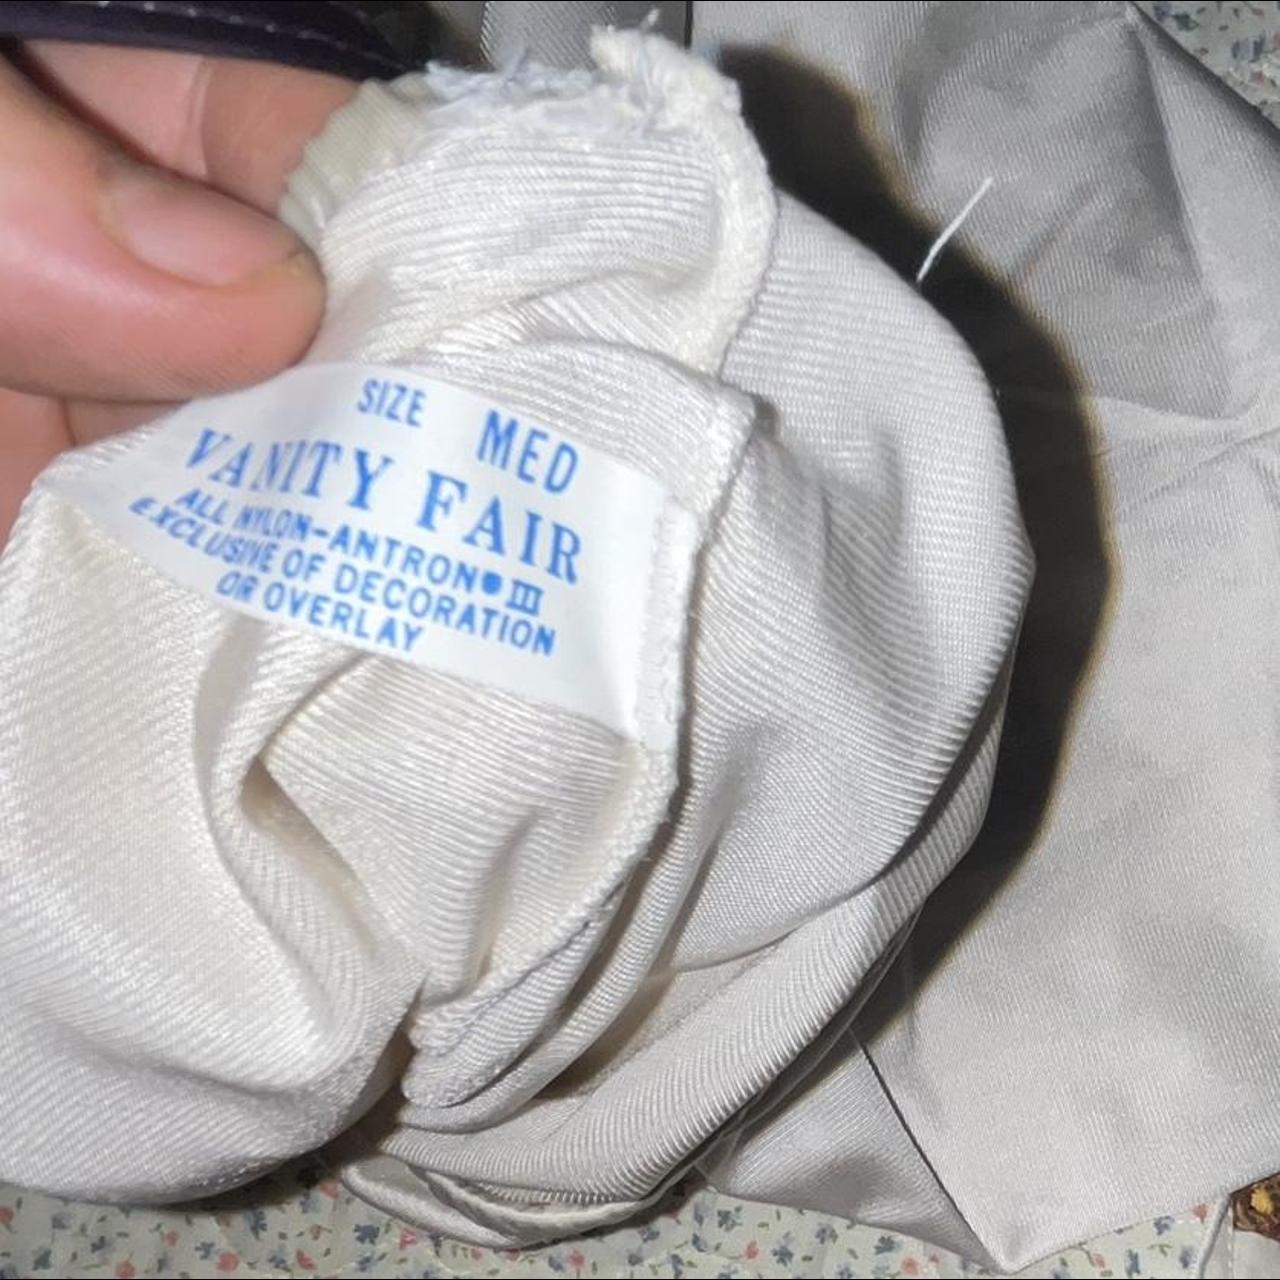 SIZE MED
VANITY FAIR
ALL NYLON-ANTRON® III
EXCLUSIVE OF DECORATION
OR OVERLAY